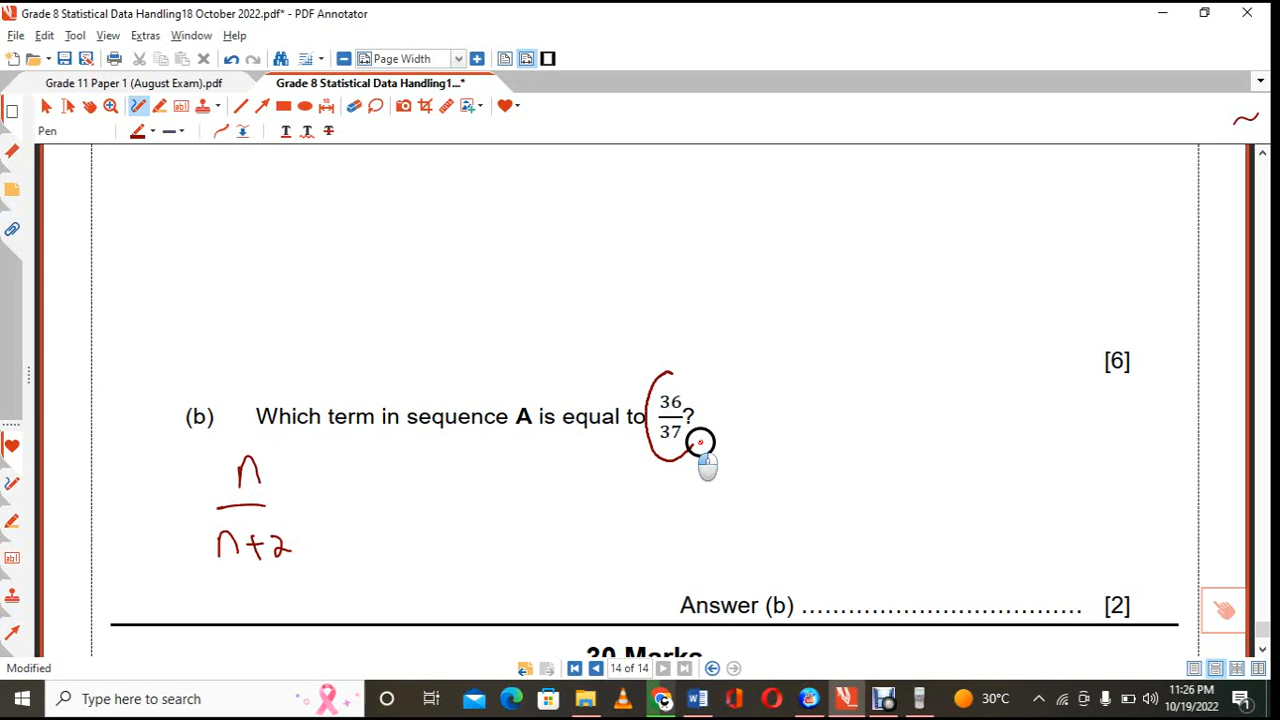 Grade 8 Statistical Data Handling18 October 2022.pdf* - PDF Annotator
File Edit Tool View Extras Window Help
Page Width
Grade 11 Paper 1 (August Exam).pdf
Grade 8 Statistical Data Handling1...*
Pen
[6]
(b) Which term in sequence A is equal to 36/37?
n
n+2
Answer (b) ........................................ [2]
30 Marks
Modified
14 of 14
Type here to search
30°C
11:26 PM
10/19/2022
1